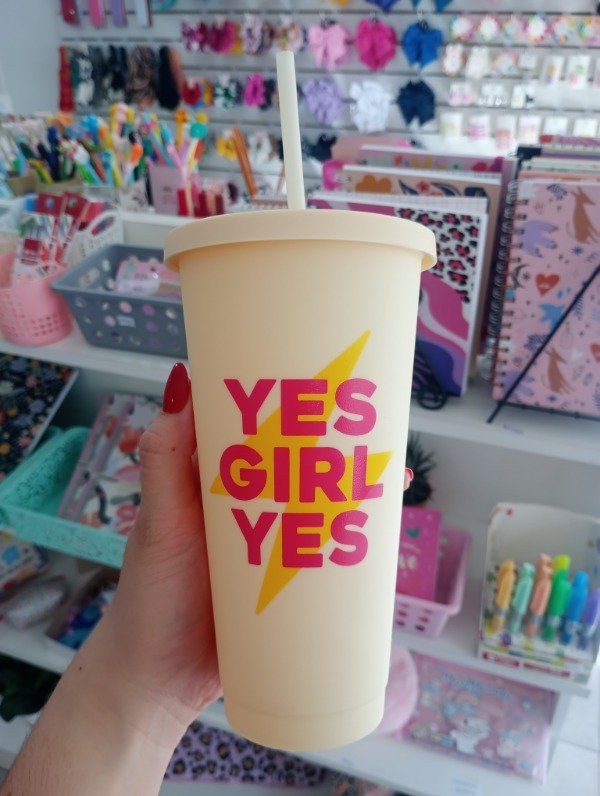 YES
GIRL
YES